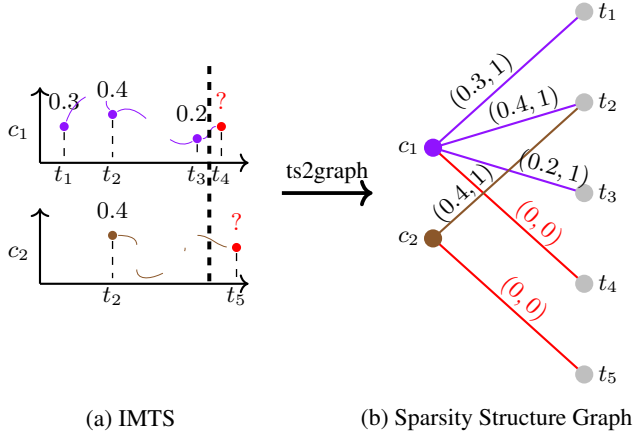 0.3
0.4
0.2
?
c₁
t₁
t₂
t₃
t₄
0.4
?
c₂
t₂
t₅
(a) IMTS
ts2graph
t₁
t₂
t₃
t₄
t₅
c₁
c₂
(0.3, 1)
(0.4, 1)
(0.2, 1)
(0.4, 1)
(0, 0)
(0, 0)
(b) Sparsity Structure Graph